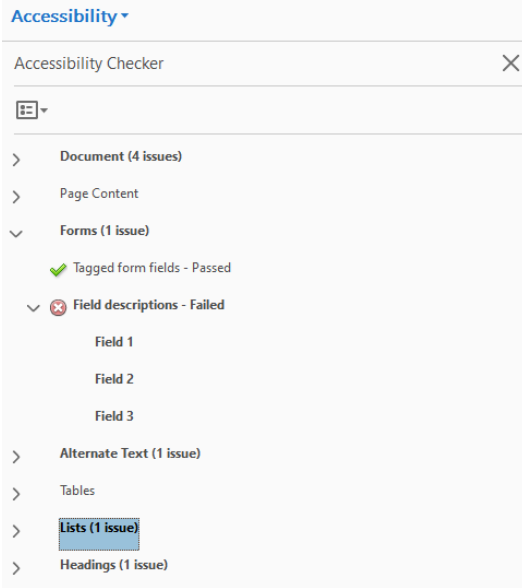 Accessibility
Accessibility Checker
Document (4 issues)
Page Content
Forms (1 issue)
Tagged form fields - Passed
Field descriptions - Failed
Field 1
Field 2
Field 3
Alternate Text (1 issue)
Tables
Lists (1 issue)
Headings (1 issue)